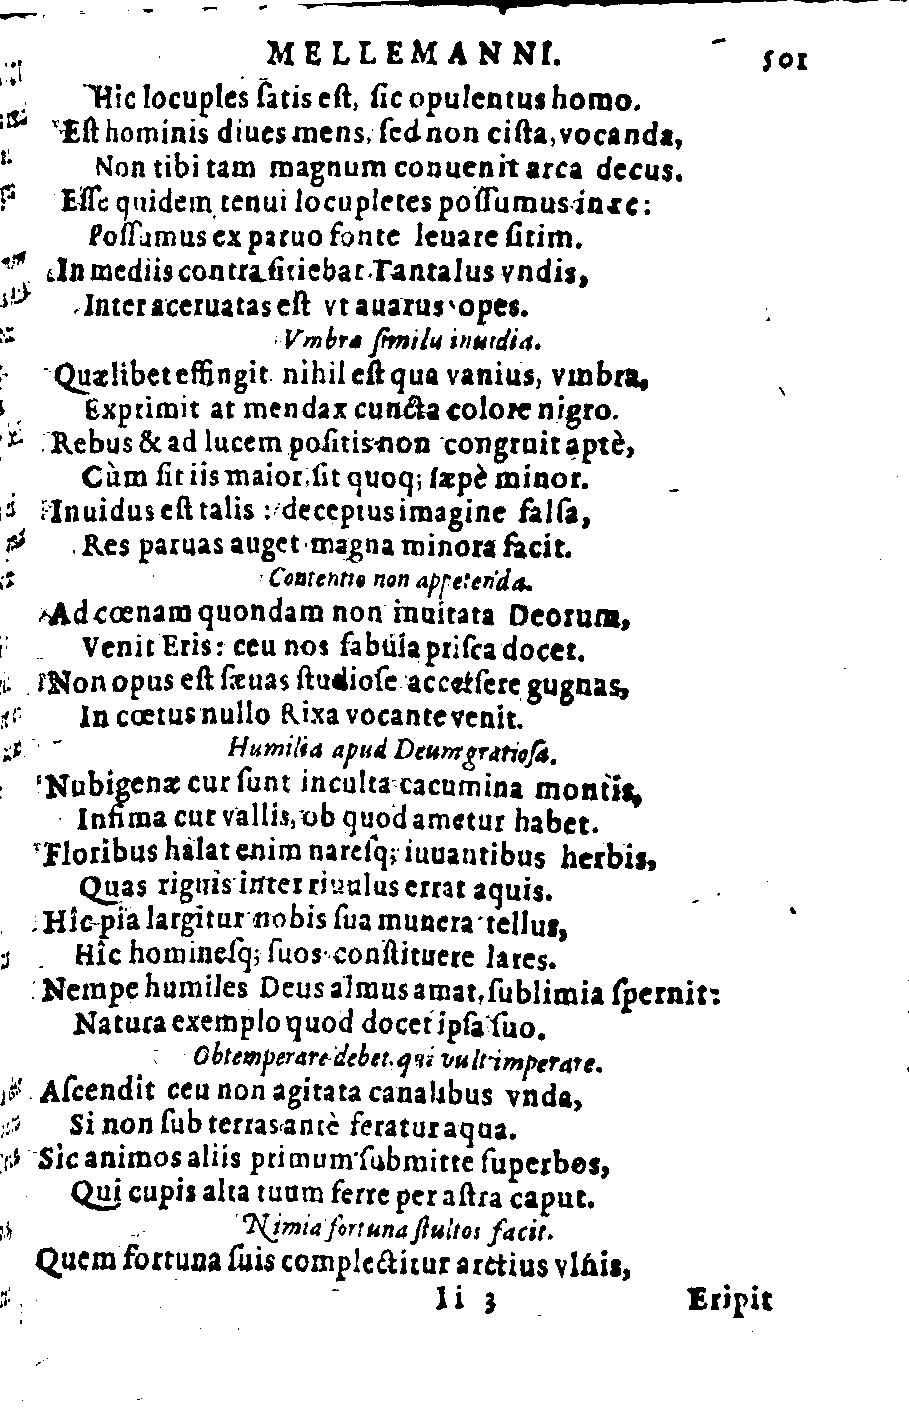 MELLEMANNI. 501
Hic locuples ſatis eſt, ſic opulentus homo.
Eſt hominis diues mens, ſed non ciſta, vocanda,
Non tibi tam magnum conuenit arca decus.
Eſſe quidem tenui locupletes poſſumus in re:
Poſſumus ex paruo fonte leuare ſitim.
In mediis contra ſitiebat Tantalus vndis,
Inter aceruatas eſt vt auarus opes.
Vmbra ſimilis inuidia.
Quælibet effingit nihil eſt qua vanius, vmbra,
Exprimit at mendax cuncta colore nigro.
Rebus & ad lucem poſitis non congruit aptè,
Cùm ſit iis maior, ſit quoq; ſæpè minor.
Inuidus eſt talis : deceptus imagine falſa,
Res paruas auget magna minora facit.
Contentio non appetenda.
Ad cœnam quondam non inuitata Deorum,
Venit Eris: ceu nos fabula priſca docet.
Non opus eſt ſæuas ſtudioſe accerſere gugnas,
In cœtus nullo Rixa vocante venit.
Humilia apud Deum gratioſa.
Nubigenæ cur ſunt inculta cacumina montis,
Infima cur vallis, ob quod ametur habet.
Floribus halat enim nareſq; iuuantibus herbis,
Quas riguis inter riuulus errat aquis.
Hîc pia largitur nobis ſua munera tellus,
Hîc homineſq; ſuos conſtituere lares.
Nempe humiles Deus almus amat, ſublimia ſpernit:
Natura exemplo quod docet ipſa ſuo.
Obtemperare debet, qui vult imperare.
Aſcendit ceu non agitata canalibus vnda,
Si non ſub terras antè feratur aqua.
Sic animos aliis primum ſubmitte ſuperbos,
Qui cupis alta tuum ferre per aſtra caput.
Nimia fortuna ſtultos facit.
Quem fortuna ſuis complectitur arctius vlnis,
Ii 3 Eripit